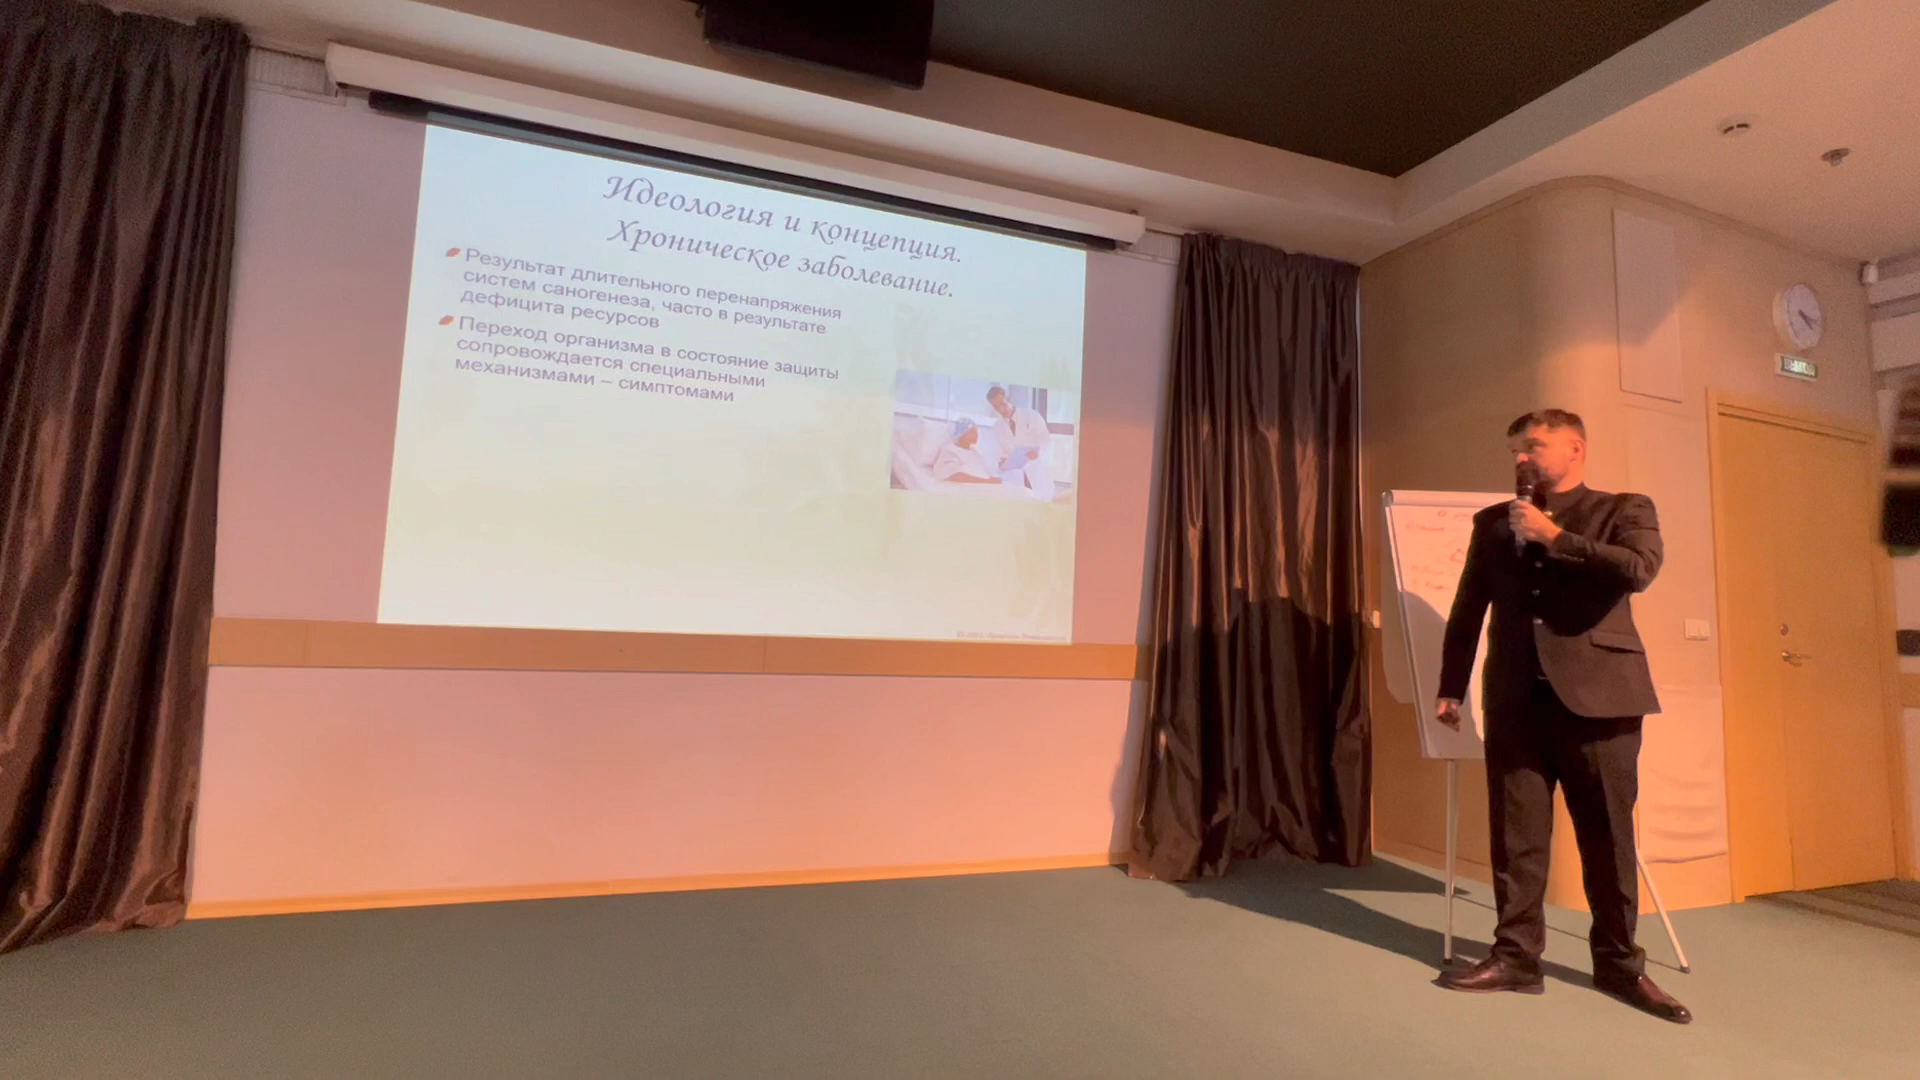 Идеология и концепция.
Хроническое заболевание.
Результат длительного перенапряжения
систем саногенеза, часто в результате
дефицита ресурсов
Переход организма в состояние защиты
сопровождается специальными
механизмами – симптомами